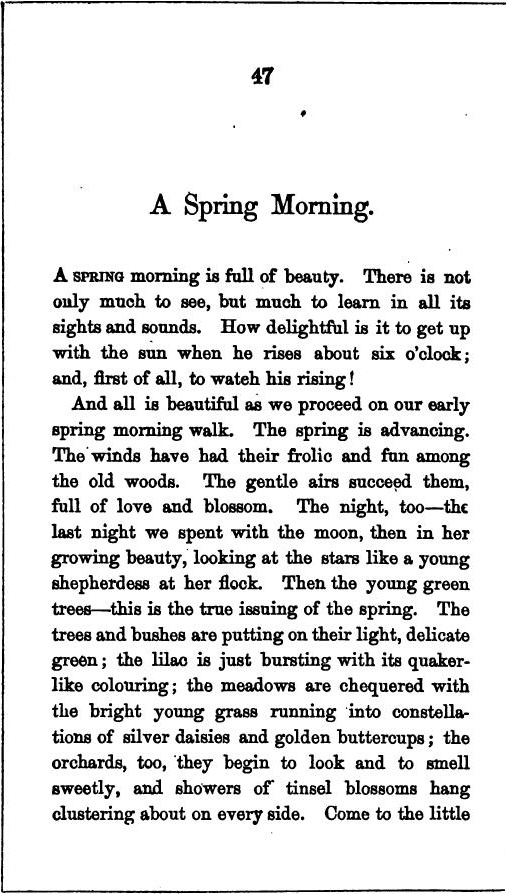 47
A Spring Morning.
A SPRING morning is full of beauty. There is not
only much to see, but much to learn in all its
sights and sounds. How delightful is it to get up
with the sun when he rises about six o'clock;
and, first of all, to watch his rising!
And all is beautiful as we proceed on our early
spring morning walk. The spring is advancing.
The winds have had their frolic and fun among
the old woods. The gentle airs succeed them,
full of love and blossom. The night, too—the
last night we spent with the moon, then in her
growing beauty, looking at the stars like a young
shepherdess at her flock. Then the young green
trees—this is the true issuing of the spring. The
trees and bushes are putting on their light, delicate
green; the lilac is just bursting with its quaker-
like colouring; the meadows are chequered with
the bright young grass running into constella-
tions of silver daisies and golden buttercups; the
orchards, too, they begin to look and to smell
sweetly, and showers of tinsel blossoms hang
clustering about on every side. Come to the little